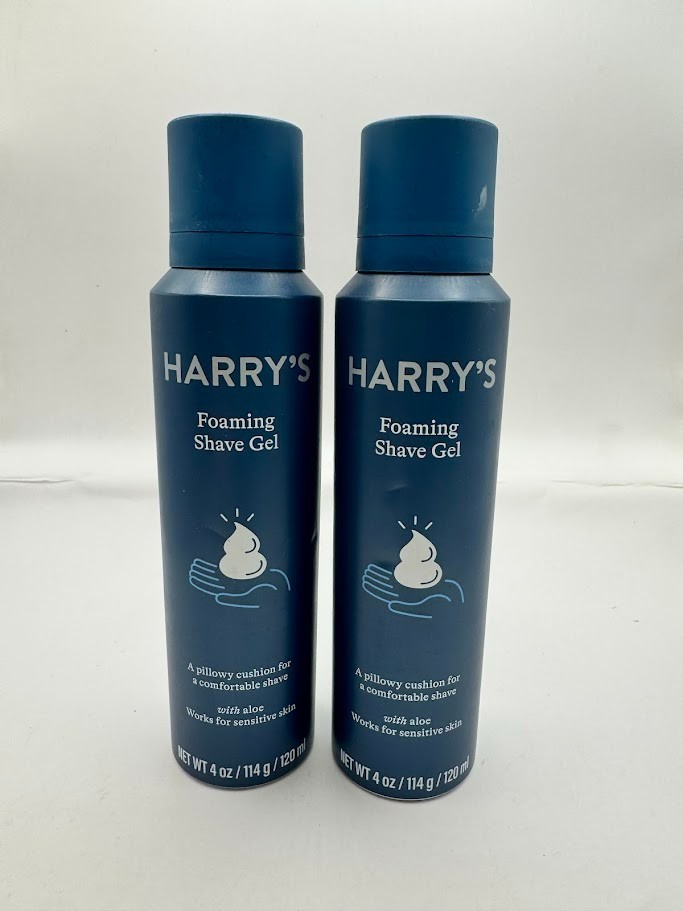 HARRY'S
Foaming
Shave Gel
A pillowy cushion for
a comfortable shave
with aloe
Works for sensitive skin
NET WT 4 oz / 114 g / 120 ml
HARRY'S
Foaming
Shave Gel
A pillowy cushion for
a comfortable shave
with aloe
Works for sensitive skin
NET WT 4 oz / 114 g / 120 ml